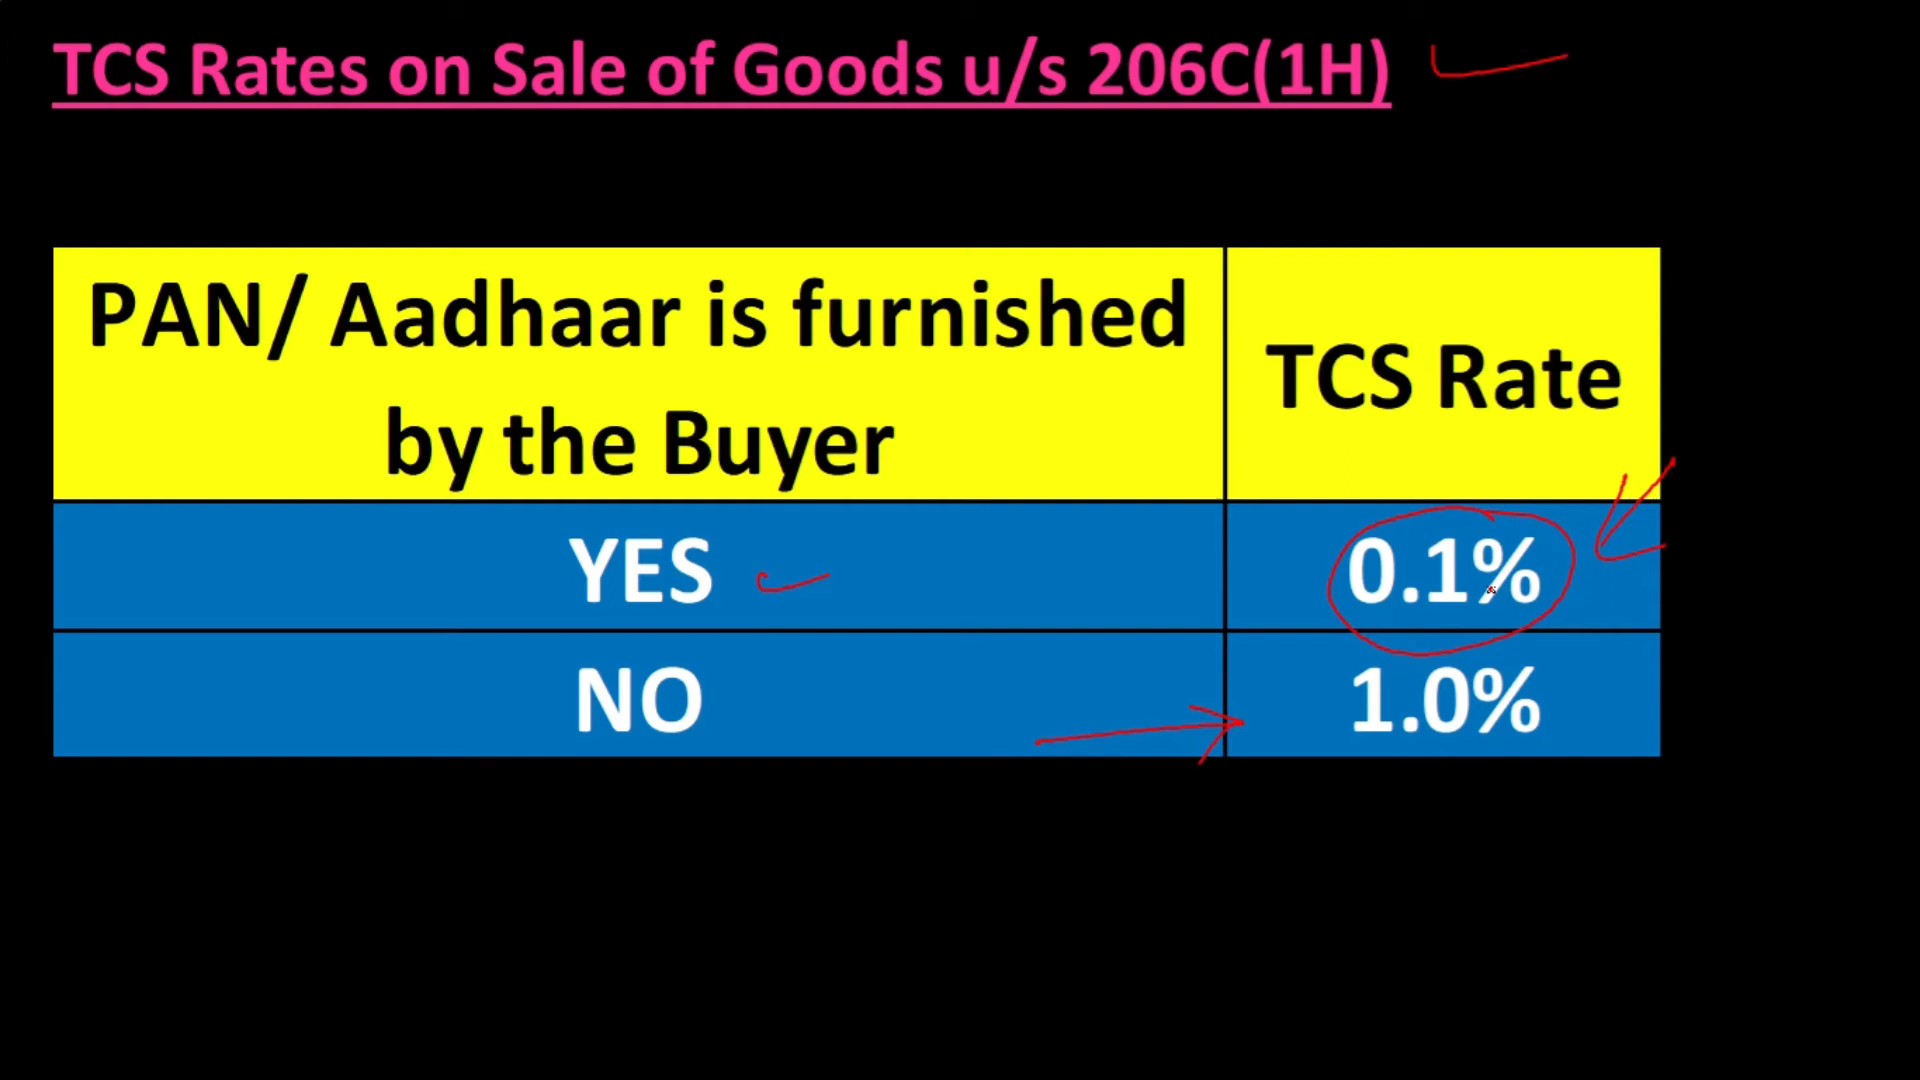 TCS Rates on Sale of Goods u/s 206C(1H)
PAN/ Aadhaar is furnished
by the Buyer
TCS Rate
YES
0.1%
NO
1.0%